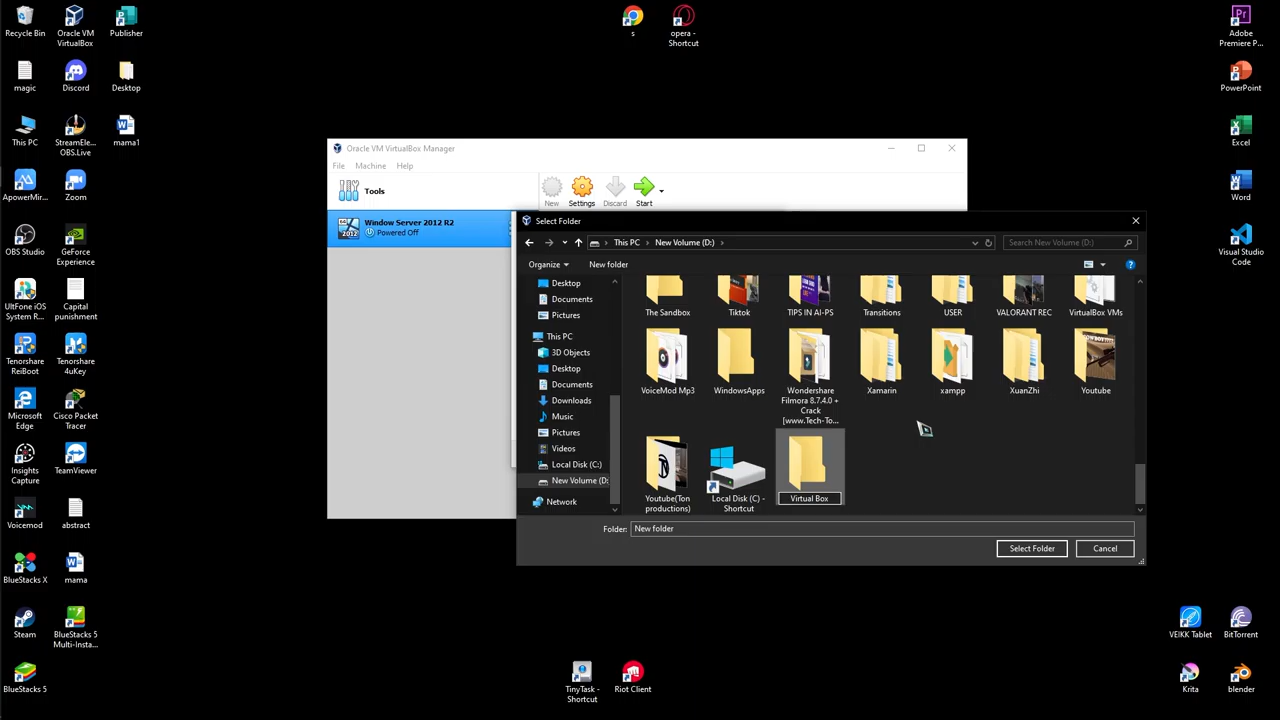 Recycle Bin
Oracle VM
VirtualBox
Publisher
magic
Discord
Desktop
This PC
StreamEle...
OBS.Live
mama1
ApowerMir...
Zoom
OBS Studio
GeForce
Experience
UltFone iOS
System R...
Capital
punishment
Tenorshare
ReiBoot
Tenorshare
4uKey
Microsoft
Edge
Cisco Packet
Tracer
Insights
Capture
TeamViewer
Voicemod
abstract
BlueStacks X
mama
Steam
BlueStacks 5
Multi-Insta...
BlueStacks 5
s
opera -
Shortcut
Adobe
Premiere P...
PowerPoint
Excel
Word
Visual Studio
Code
Oracle VM VirtualBox Manager
File Machine Help
Tools
New Settings Discard Start
64
2012
Window Server 2012 R2
Powered Off
Select Folder
This PC > New Volume (D:) >
Search New Volume (D:)
Organize New folder
Desktop
Documents
Pictures
This PC
3D Objects
Desktop
Documents
Downloads
Music
Pictures
Videos
Local Disk (C:)
New Volume (D:
Network
The Sandbox
Tiktok
TIPS IN AI-PS
Transitions
USER
VALORANT REC
VirtualBox VMs
VoiceMod Mp3
WindowsApps
Wondershare
Filmora 8.7.4.0 +
Crack
[www.Tech-To...
Xamarin
xampp
XuanZhi
Youtube
Youtube(Ton
productions)
Local Disk (C) -
Shortcut
Virtual Box
Folder: New folder
Select Folder Cancel
TinyTask -
Shortcut
Riot Client
VEIKK Tablet
BitTorrent
Krita
blender